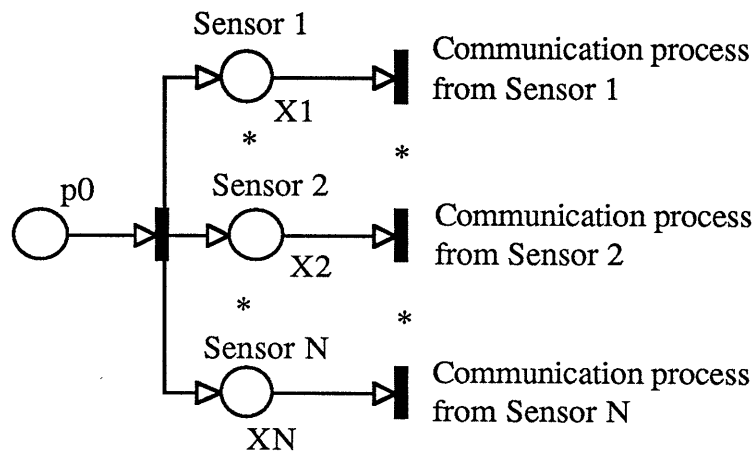 Sensor 1
Communication process
from Sensor 1
X1
*
*
p0
Sensor 2
Communication process
from Sensor 2
X2
*
*
Sensor N
Communication process
from Sensor N
XN